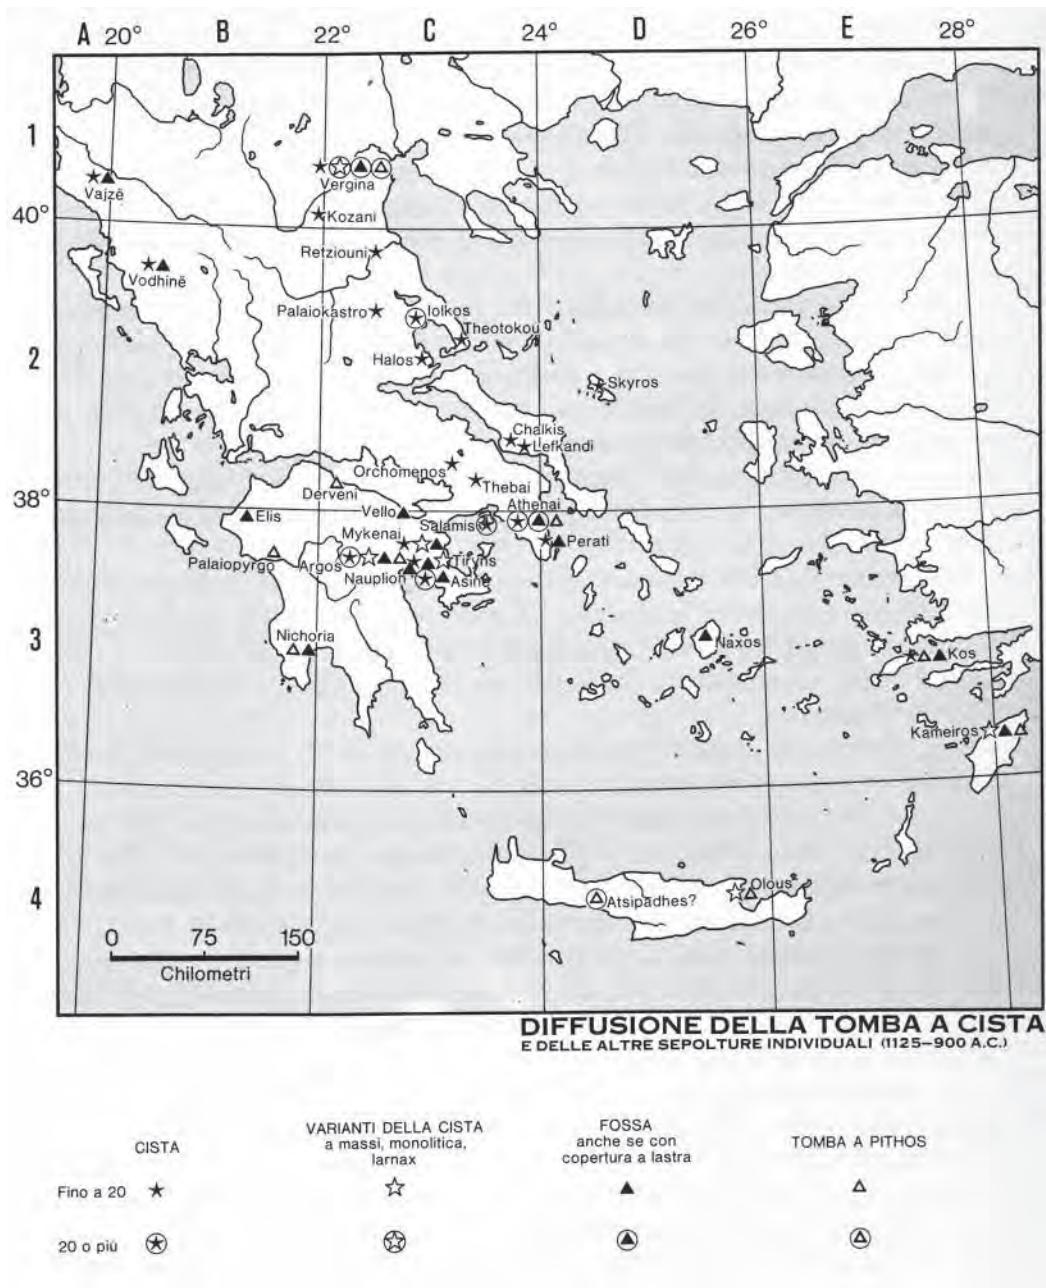 A 20° B 22° C 24° D 26° E 28°
1
Vergina
Vajzë
40°
Kozani
Retziouni
Vodhinë
Palaiokastro
Iolkos
Theotokou
2
Halos
Skyros
Chalkis
Lefkandi
Orchomenos
Thebai
Derveni
38°
Athenai
Elis
Vello
Salamis
Mykenai
Perati
Palaiopyrgo
Argos
Tiryns
Nauplion
Asine
3
Nichoria
Naxos
Kos
Kameiros
36°
4
Olous
Atsipadhes?
0 75 150
Chilometri
DIFFUSIONE DELLA TOMBA A CISTA
E DELLE ALTRE SEPOLTURE INDIVIDUALI (1125–900 A.C.)
CISTA
VARIANTI DELLA CISTA
a massi, monolitica,
larnax
FOSSA
anche se con
copertura a lastra
TOMBA A PITHOS
Fino a 20
20 o più